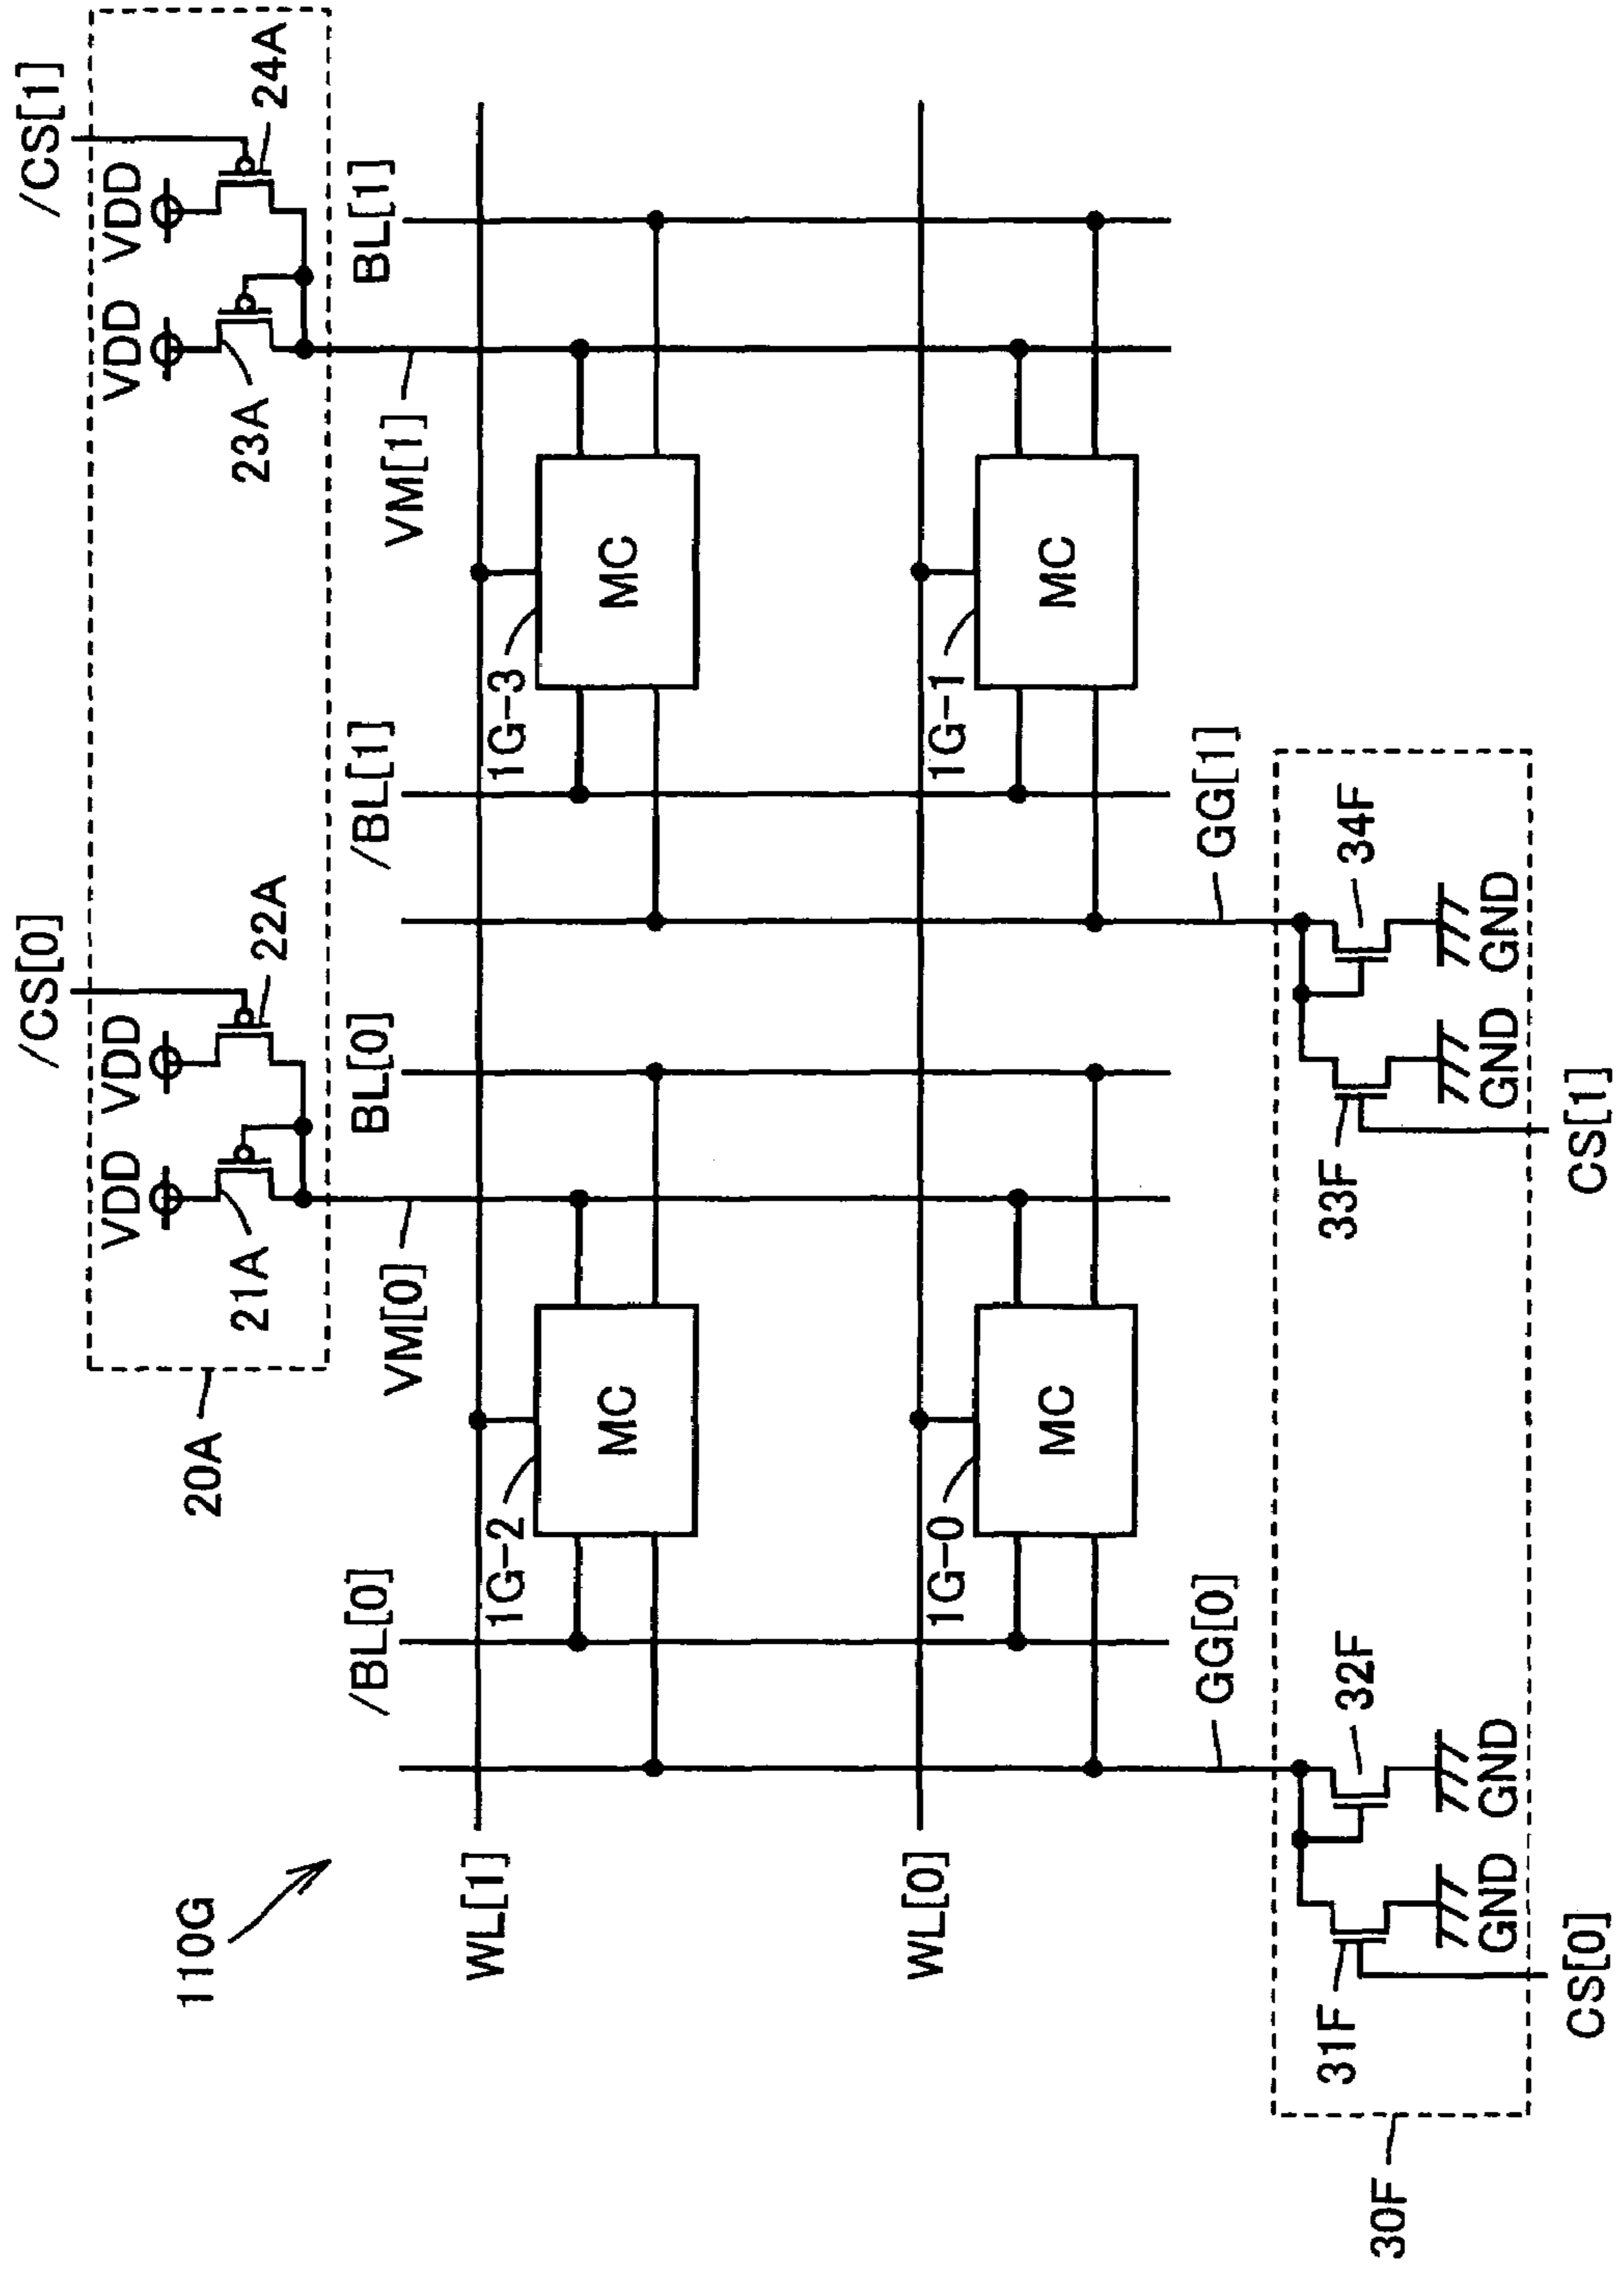 110G
20A
/CS[0]
/CS[1]
VDD
VDD
VDD
VDD
21A
22A
23A
24A
/BL[0]
VM[0]
BL[0]
/BL[1]
VM[1]
BL[1]
WL[1]
1G-2
MC
1G-3
MC
WL[0]
1G-0
MC
1G-1
MC
GG[0]
GG[1]
30F
31F
32F
33F
34F
GND
GND
GND
GND
CS[0]
CS[1]